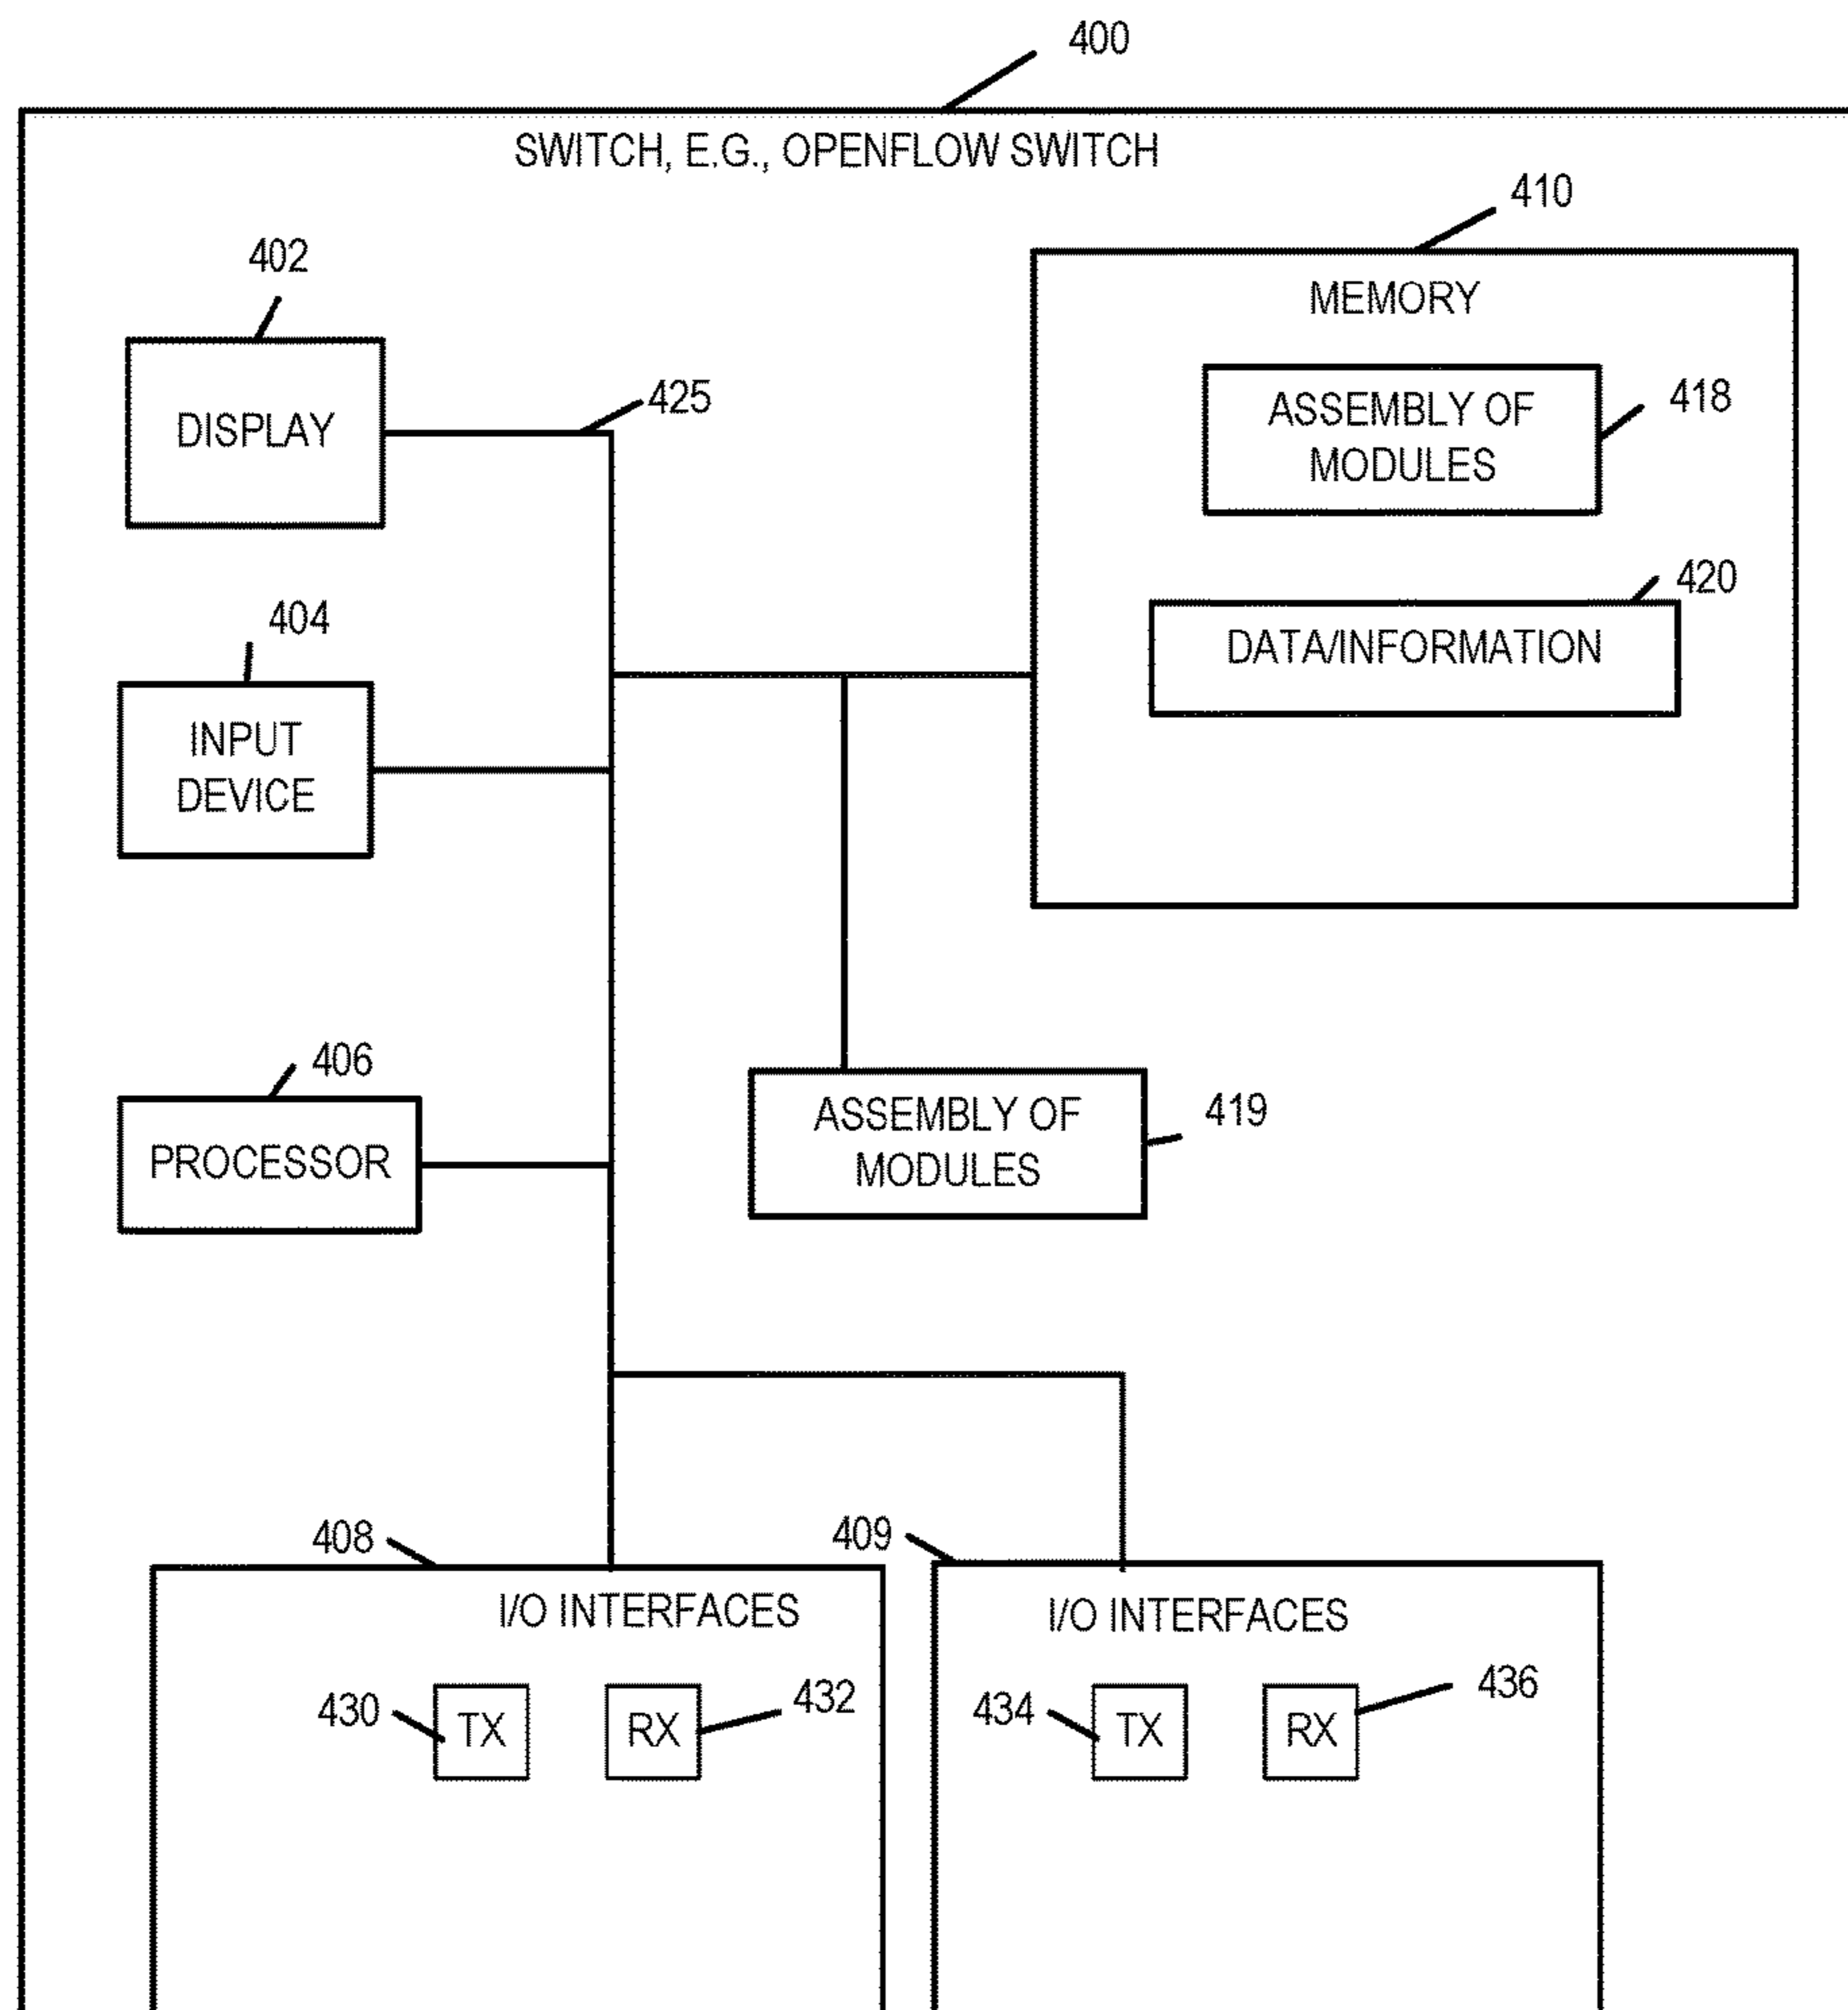 400
SWITCH, E.G., OPENFLOW SWITCH
410
402
MEMORY
DISPLAY
425
ASSEMBLY OF
MODULES
418
420
404
DATA/INFORMATION
INPUT
DEVICE
406
PROCESSOR
ASSEMBLY OF
MODULES
419
408
409
I/O INTERFACES
I/O INTERFACES
430
TX
RX
432
434
TX
RX
436